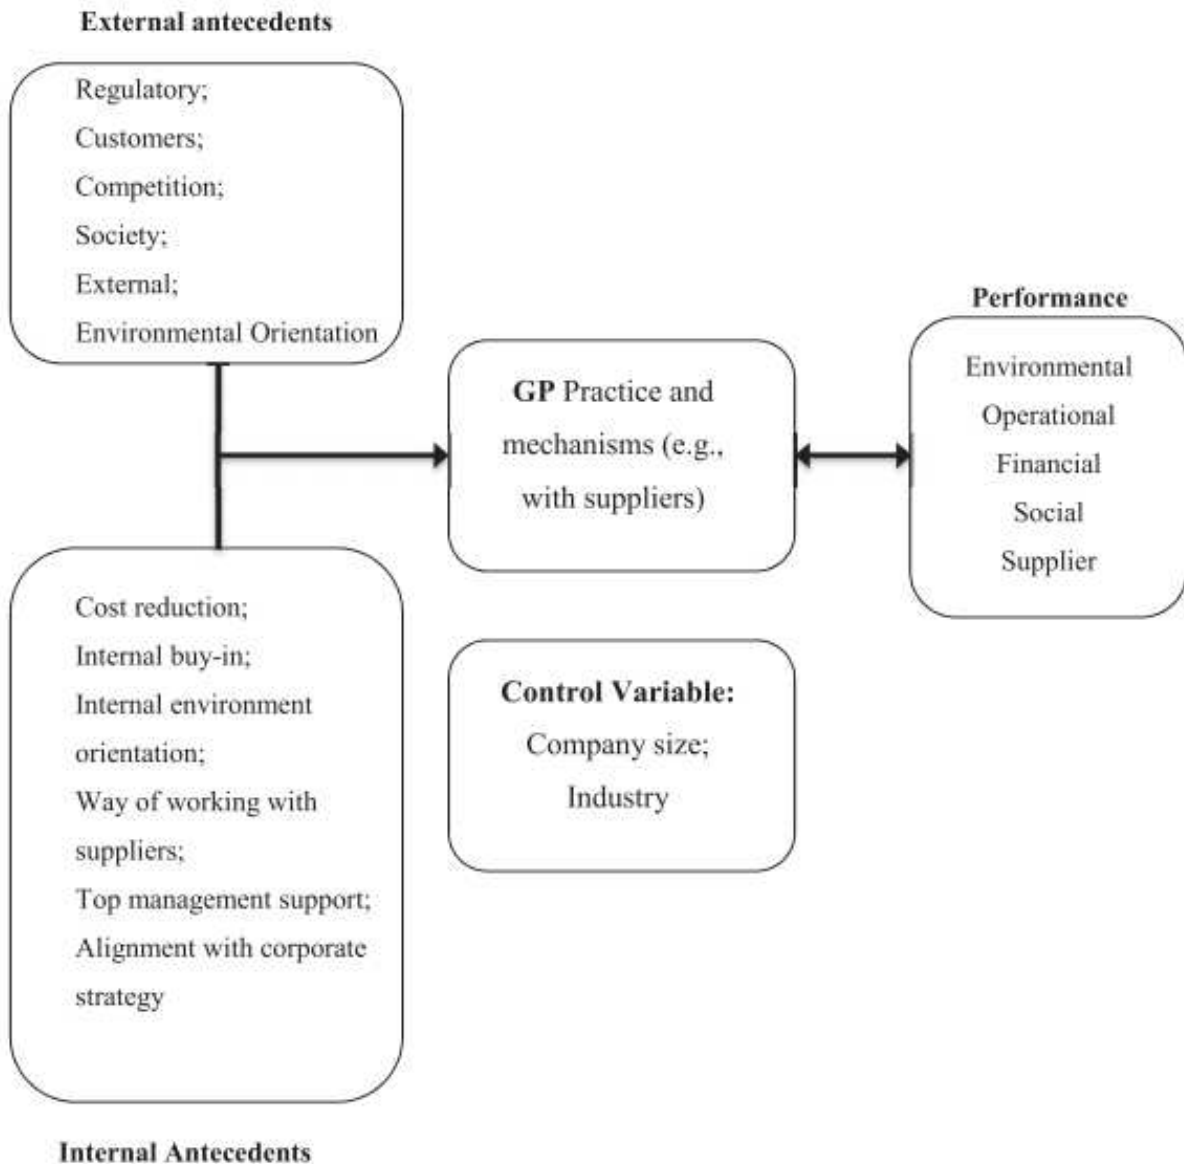 External antecedents
Regulatory;
Customers;
Competition;
Society;
External;
Environmental Orientation
GP Practice and
mechanisms (e.g.,
with suppliers)
Performance
Environmental
Operational
Financial
Social
Supplier
Cost reduction;
Internal buy-in;
Internal environment
orientation;
Way of working with
suppliers;
Top management support;
Alignment with corporate
strategy
Internal Antecedents
Control Variable:
Company size;
Industry